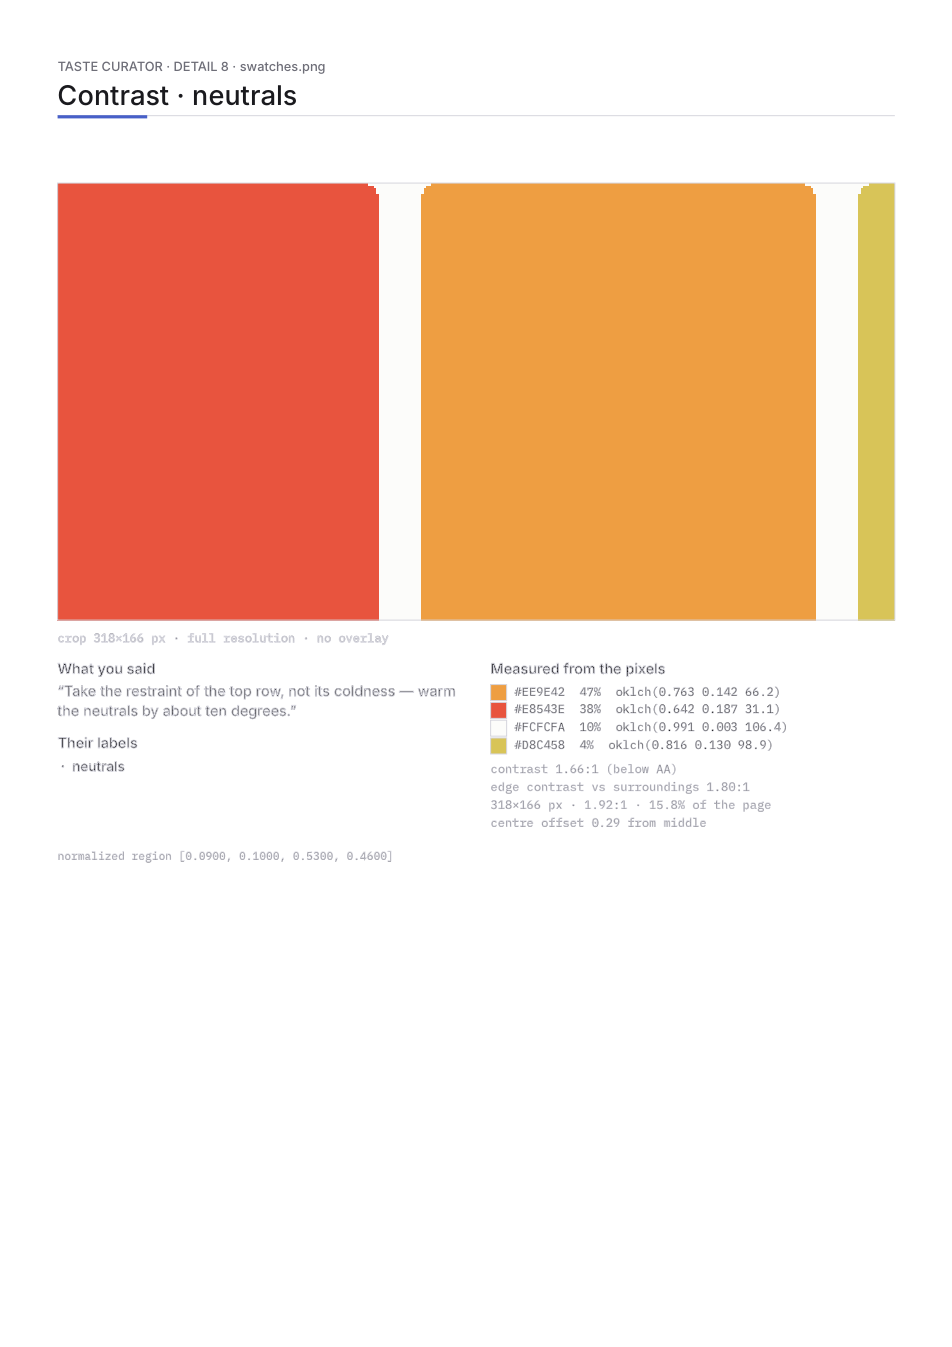 TASTE CURATOR · DETAIL 8 · swatches.png
Contrast · neutrals
crop 318×166 px · full resolution · no overlay
What you said
“Take the restraint of the top row, not its coldness — warm
the neutrals by about ten degrees.”
Their labels
· neutrals
Measured from the pixels
#EE9E42 47% oklch(0.763 0.142 66.2)
#E8543E 38% oklch(0.642 0.187 31.1)
#FCFCFA 10% oklch(0.991 0.003 106.4)
#D8C458 4% oklch(0.816 0.130 98.9)
contrast 1.66:1 (below AA)
edge contrast vs surroundings 1.80:1
318×166 px · 1.92:1 · 15.8% of the page
centre offset 0.29 from middle
normalized region [0.0900, 0.1000, 0.5300, 0.4600]